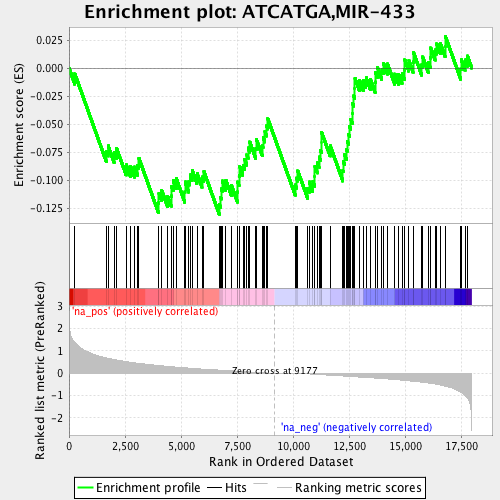 Enrichment plot: ATCATGA,MIR-433
Enrichment score (ES)
0.025
0.000
-0.025
-0.050
-0.075
-0.100
-0.125
Ranked list metric (PreRanked)
3
2
1
0
-1
-2
'na_pos' (positively correlated)
Zero cross at 9177
'na_neg' (negatively correlated)
0
2,500
5,000
7,500
10,000
12,500
15,000
17,500
Rank in Ordered Dataset
Enrichment profile
Hits
Ranking metric scores